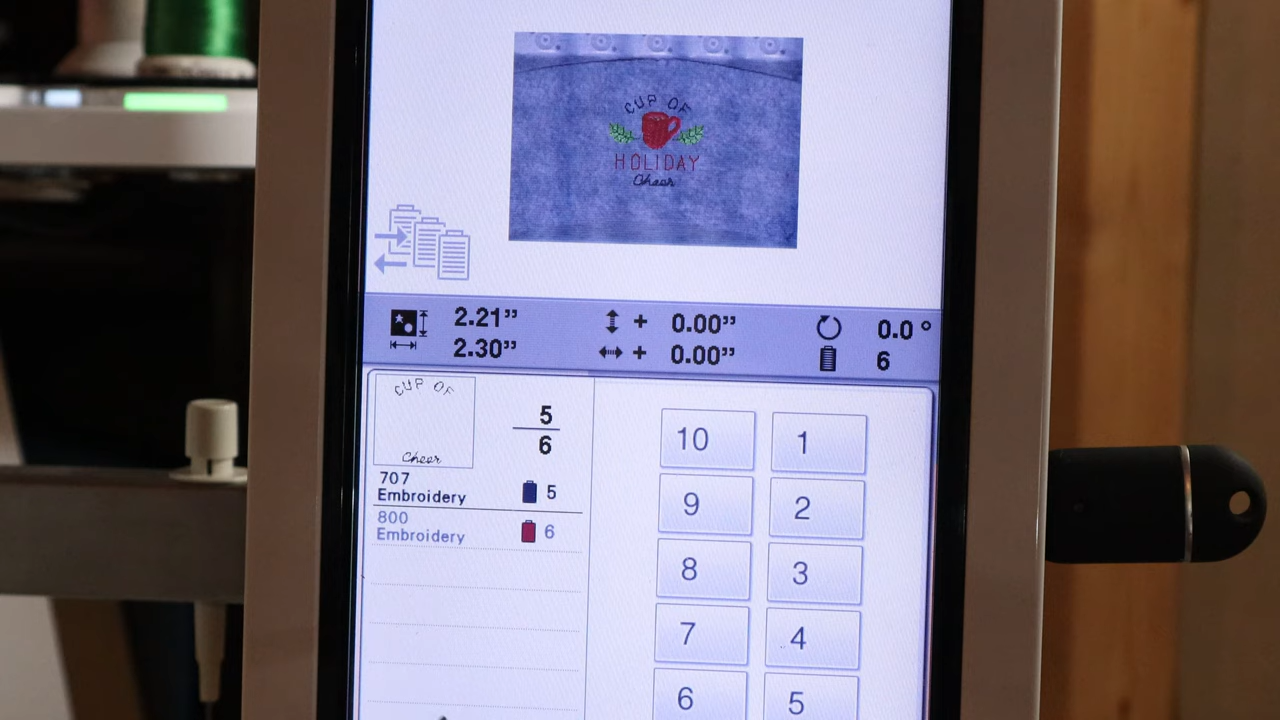 CUP OF
HOLIDAY
Cheer
2.21” + 0.00” 0.0 °
2.30” + 0.00” 6
CUP OF
Cheer
5
6
707
Embroidery 5
800
Embroidery 6
10 1
9 2
8 3
7 4
6 5